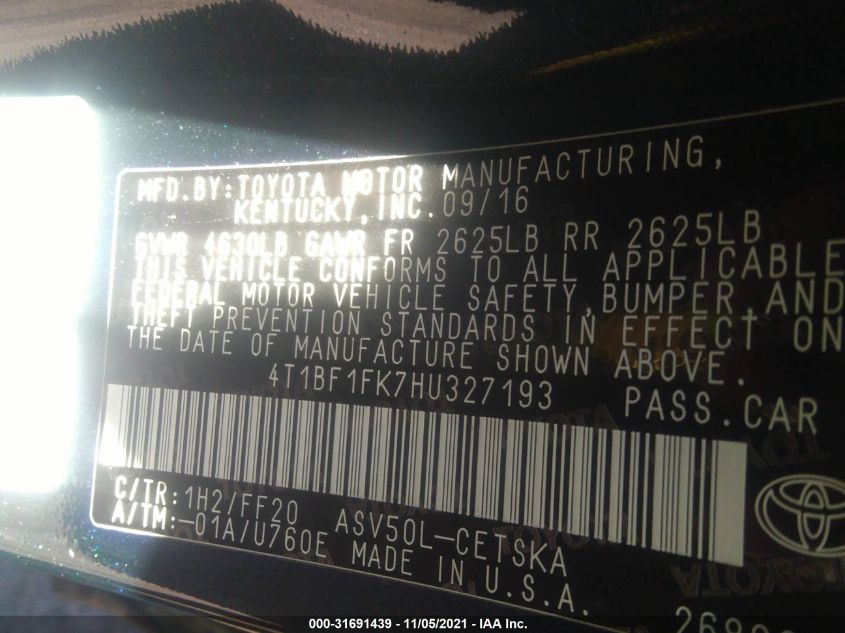 MFD.BY:TOYOTA MOTOR MANUFACTURING,
KENTUCKY,INC. 09/16
GVWR 4630LB GAWR FR 2625LB RR 2625LB
THIS VEHICLE CONFORMS TO ALL APPLICABLE
FEDERAL MOTOR VEHICLE SAFETY,BUMPER,AND
THEFT PREVENTION STANDARDS IN EFFECT ON
THE DATE OF MANUFACTURE SHOWN ABOVE.
4T1BF1FK7HU327193 PASS.CAR
C/TR:1H2/FF20 ASV50L-CETSKA
A/TM:-01A/U760E MADE IN U.S.A.
000-31691439 - 11/05/2021 - IAA Inc.